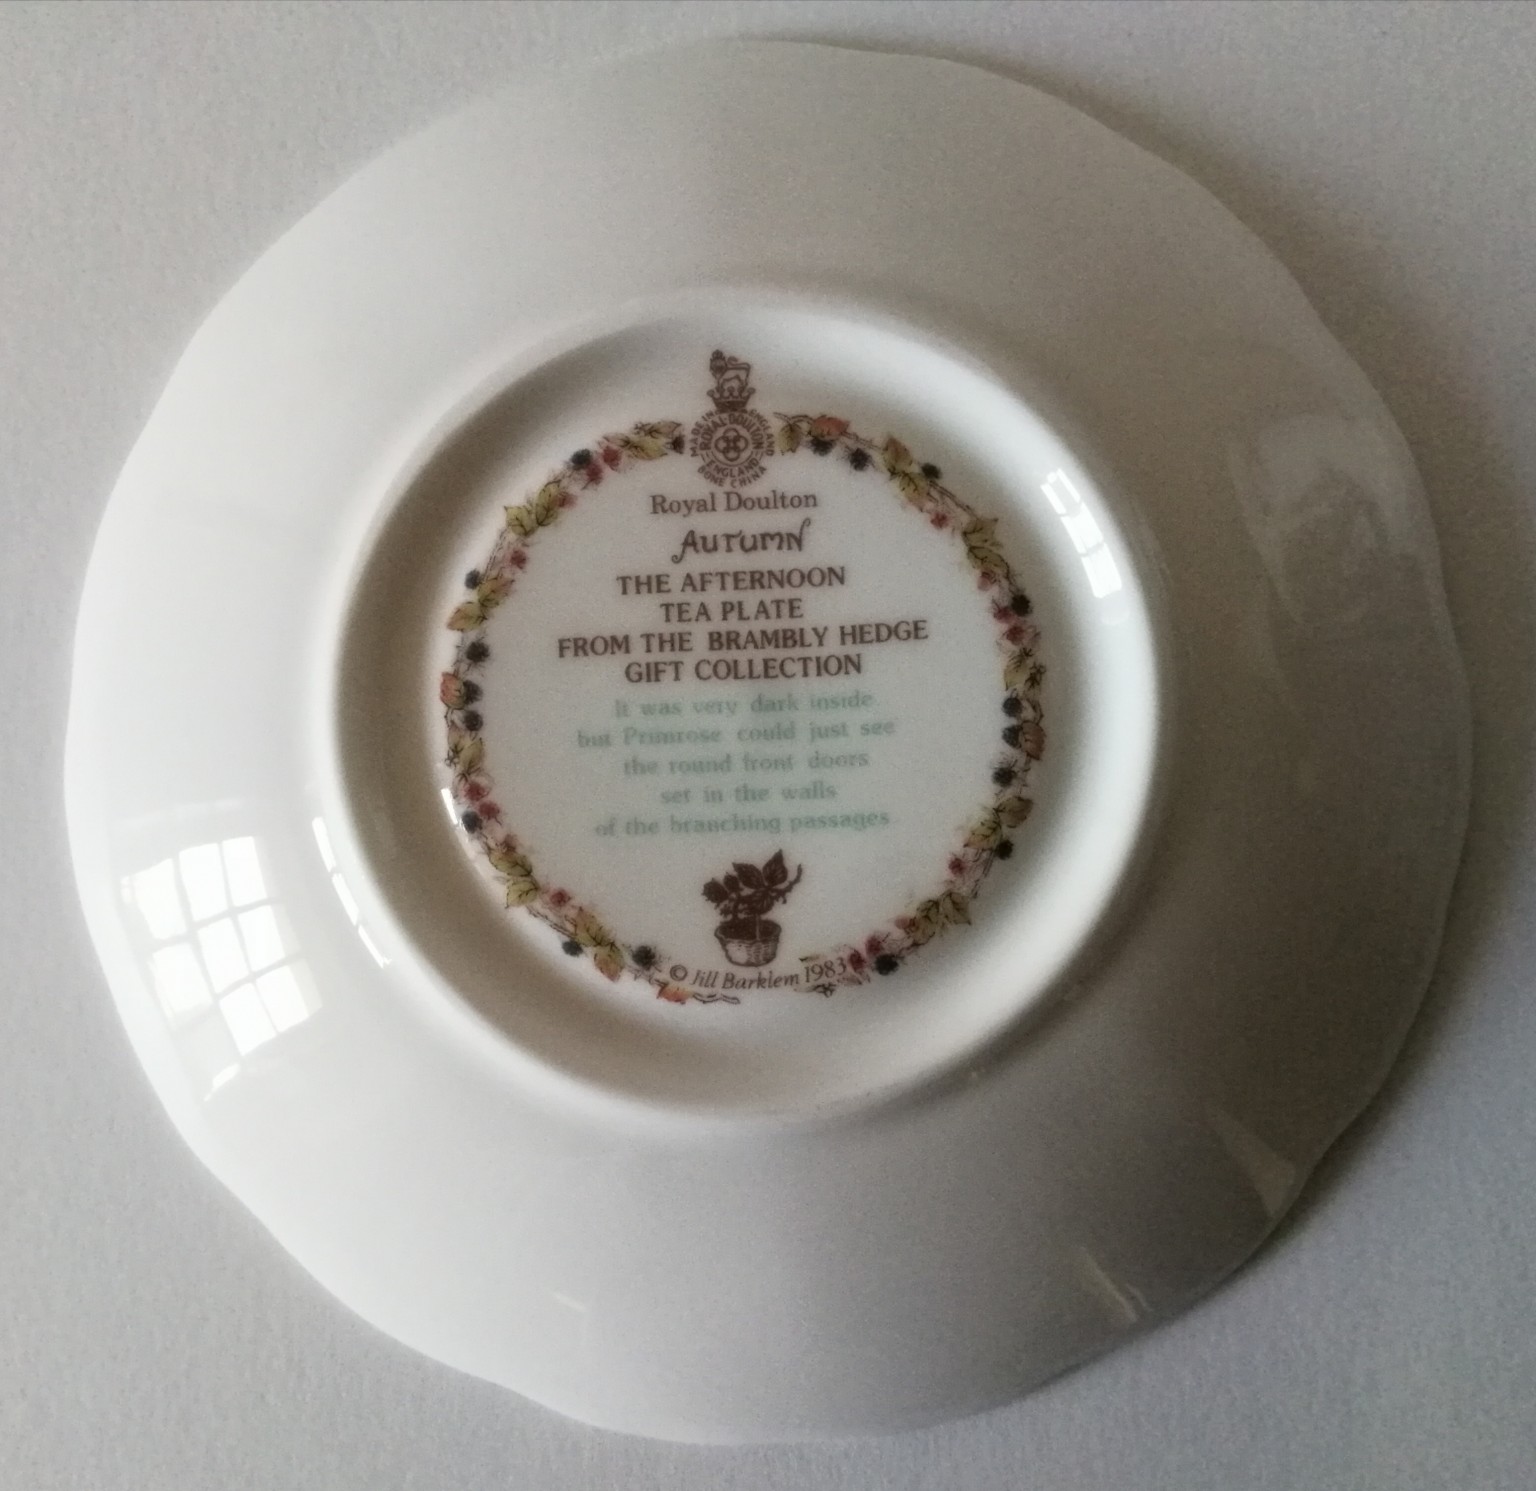 MADE IN ENGLAND
ROYAL DOULTON
ENGLAND
BONE CHINA
Royal Doulton
AUTUMN
THE AFTERNOON
TEA PLATE
FROM THE BRAMBLY HEDGE
GIFT COLLECTION
It was very dark inside
but Primrose could just see
the round front doors
set in the walls
of the branching passages
© Jill Barklem 1983